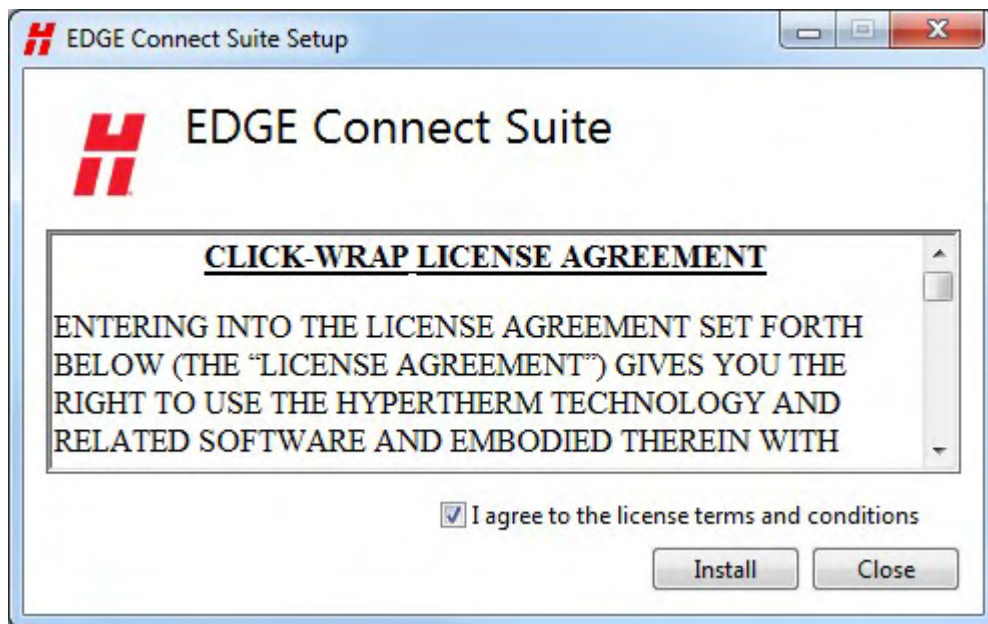 EDGE Connect Suite Setup
EDGE Connect Suite
CLICK-WRAP LICENSE AGREEMENT
ENTERING INTO THE LICENSE AGREEMENT SET FORTH
BELOW (THE “LICENSE AGREEMENT”) GIVES YOU THE
RIGHT TO USE THE HYPERTHERM TECHNOLOGY AND
RELATED SOFTWARE AND EMBODIED THEREIN WITH
I agree to the license terms and conditions
Install
Close